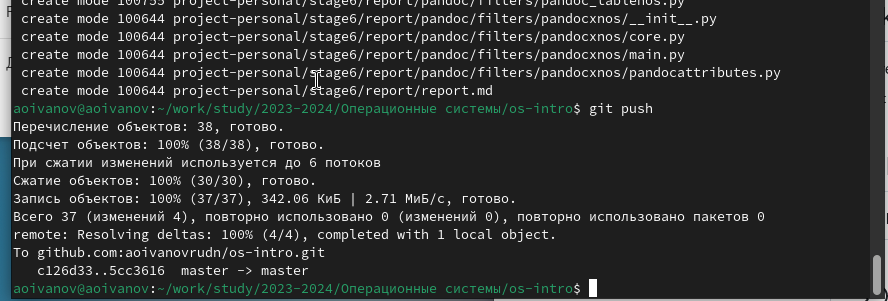 create mode 100755 project-personal/stage6/report/pandoc/filters/pandoc_tablenos.py
create mode 100644 project-personal/stage6/report/pandoc/filters/pandocxnos/__init__.py
create mode 100644 project-personal/stage6/report/pandoc/filters/pandocxnos/core.py
create mode 100644 project-personal/stage6/report/pandoc/filters/pandocxnos/main.py
create mode 100644 project-personal/stage6/report/pandoc/filters/pandocxnos/pandocattributes.py
create mode 100644 project-personal/stage6/report/report.md
aoivanov@aoivanov:~/work/study/2023-2024/Операционные системы/os-intro$ git push
Перечисление объектов: 38, готово.
Подсчет объектов: 100% (38/38), готово.
При сжатии изменений используется до 6 потоков
Сжатие объектов: 100% (30/30), готово.
Запись объектов: 100% (37/37), 342.06 КиБ | 2.71 МиБ/с, готово.
Всего 37 (изменений 4), повторно использовано 0 (изменений 0), повторно использовано пакетов 0
remote: Resolving deltas: 100% (4/4), completed with 1 local object.
To github.com:aoivanovrudn/os-intro.git
c126d33..5cc3616  master -> master
aoivanov@aoivanov:~/work/study/2023-2024/Операционные системы/os-intro$